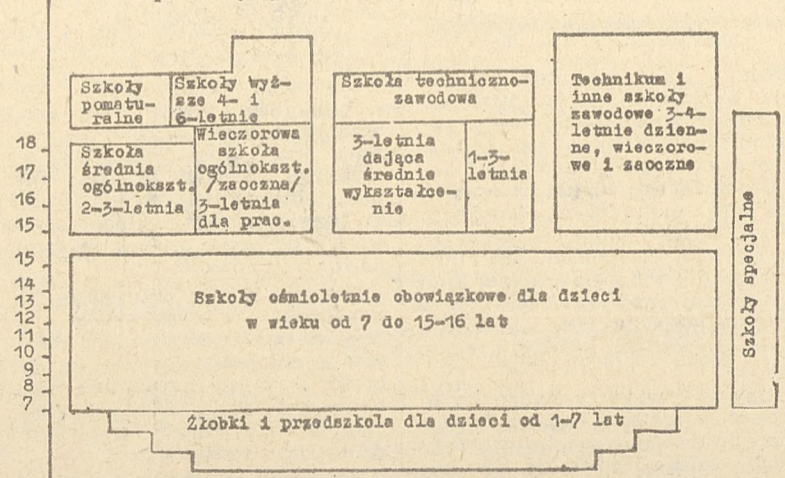 Szkoły
pomatu-
ralne
Szkoły wyż-
sze 4- i
6-letnie
Szkoła
średnia
ogólnokszt.
2-3-letnia
Wieczorowa
szkoła
ogólnokszt.
/zaoczna/
3-letnia
dla prac.
Szkoła techniczno-
zawodowa
3-letnia
dająca
średnie
wykształce-
nie
1-3-
letnia
Technikum i
inne szkoły
zawodowe 3-4-
letnie dzien-
ne, wieczoro-
we i zaoczne
18
17
16
15
15
14
13
12
11
10
9
8
7
Szkoły ośmioletnie obowiązkowe dla dzieci
w wieku od 7 do 15-16 lat
Żłobki i przedszkola dla dzieci od 1-7 lat
Szkoły specjalne